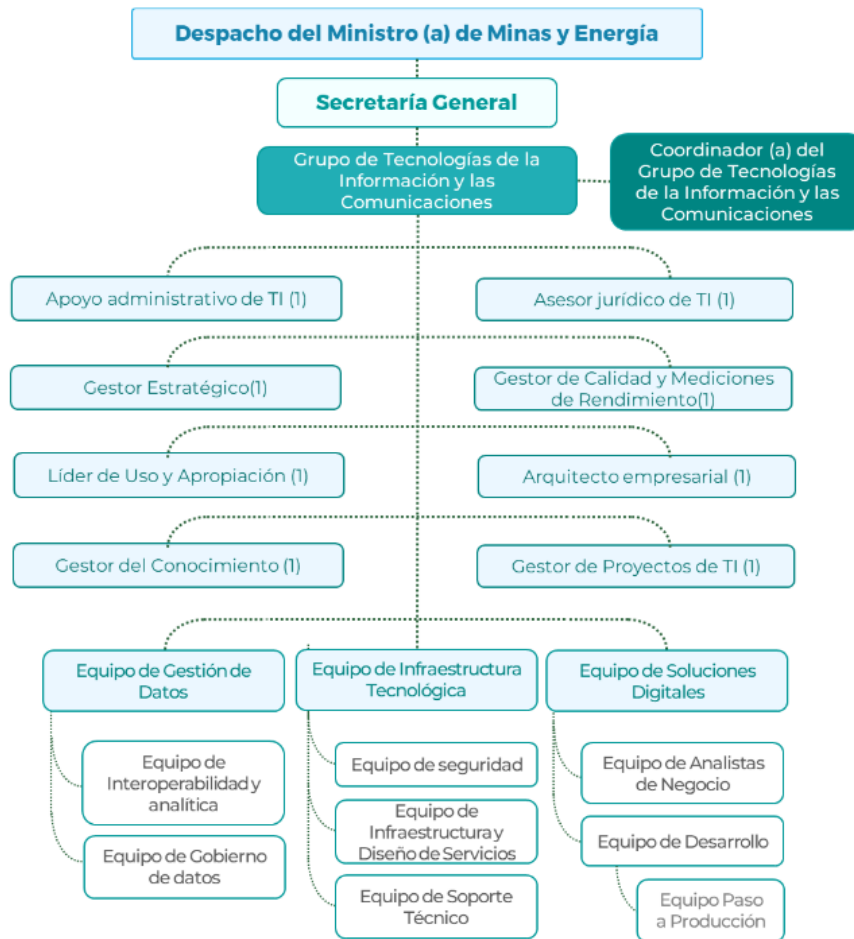 Despacho del Ministro (a) de Minas y Energía
Secretaría General
Grupo de Tecnologías de la
Información y las
Comunicaciones
Coordinador (a) del
Grupo de Tecnologías
de la Información y las
Comunicaciones
Apoyo administrativo de TI (1)
Asesor jurídico de TI (1)
Gestor Estratégico(1)
Gestor de Calidad y Mediciones
de Rendimiento(1)
Líder de Uso y Apropiación (1)
Arquitecto empresarial (1)
Gestor del Conocimiento (1)
Gestor de Proyectos de TI (1)
Equipo de Gestión de
Datos
Equipo de Infraestructura
Tecnológica
Equipo de Soluciones
Digitales
Equipo de
Interoperabilidad y
analítica
Equipo de Gobierno
de datos
Equipo de seguridad
Equipo de
Infraestructura y
Diseño de Servicios
Equipo de Soporte
Técnico
Equipo de Analistas
de Negocio
Equipo de Desarrollo
Equipo Paso
a Producción